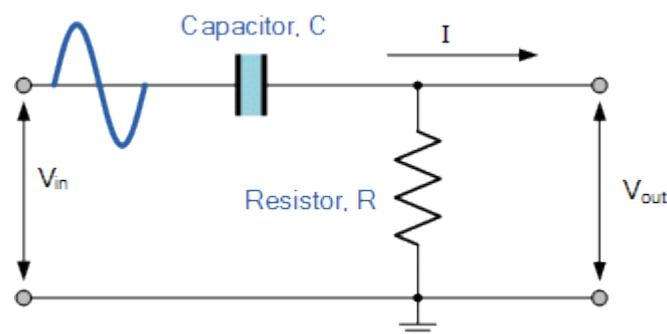 Capacitor, C
I
Vin
Resistor, R
Vout